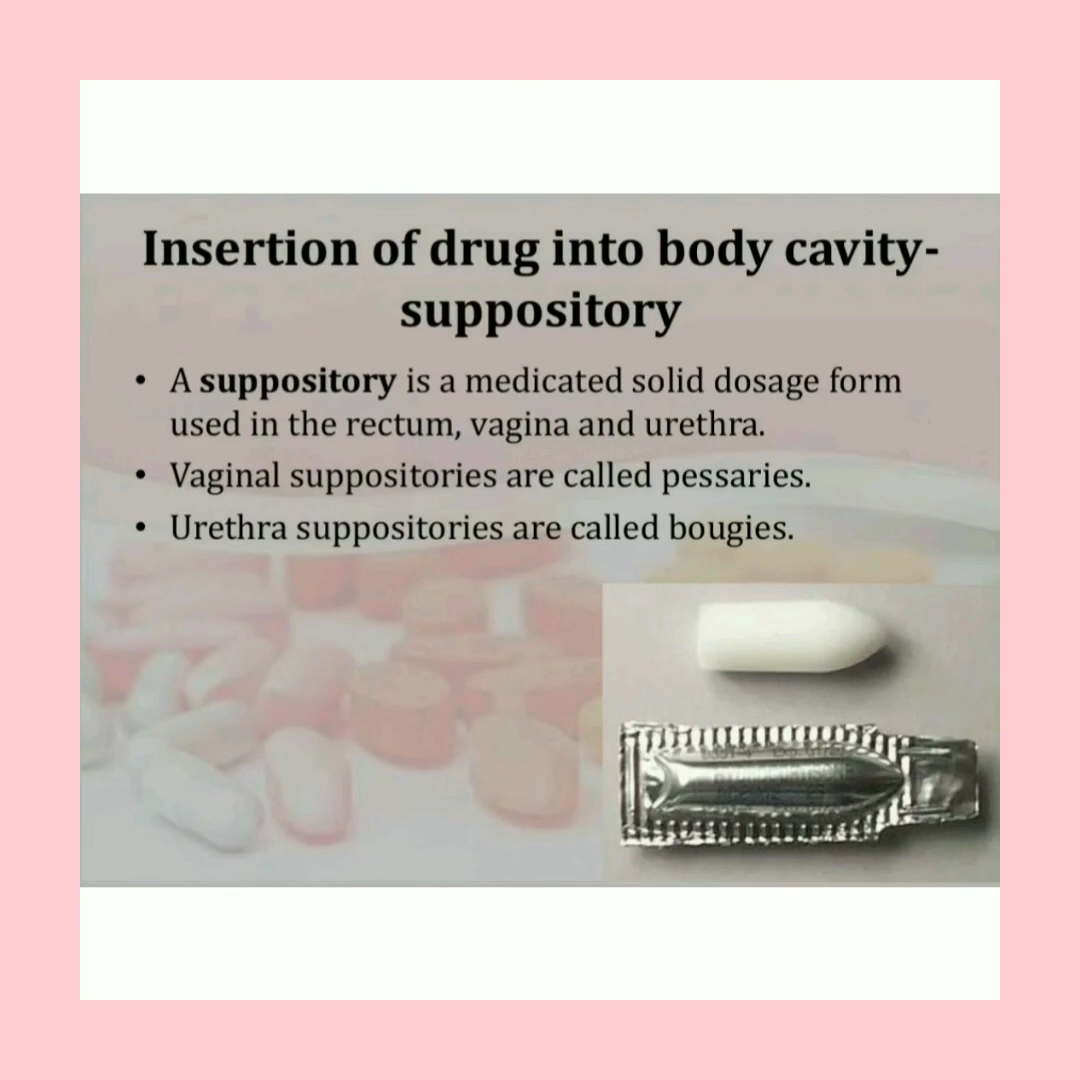 Insertion of drug into body cavity-
suppository
• A suppository is a medicated solid dosage form
used in the rectum, vagina and urethra.
• Vaginal suppositories are called pessaries.
• Urethra suppositories are called bougies.